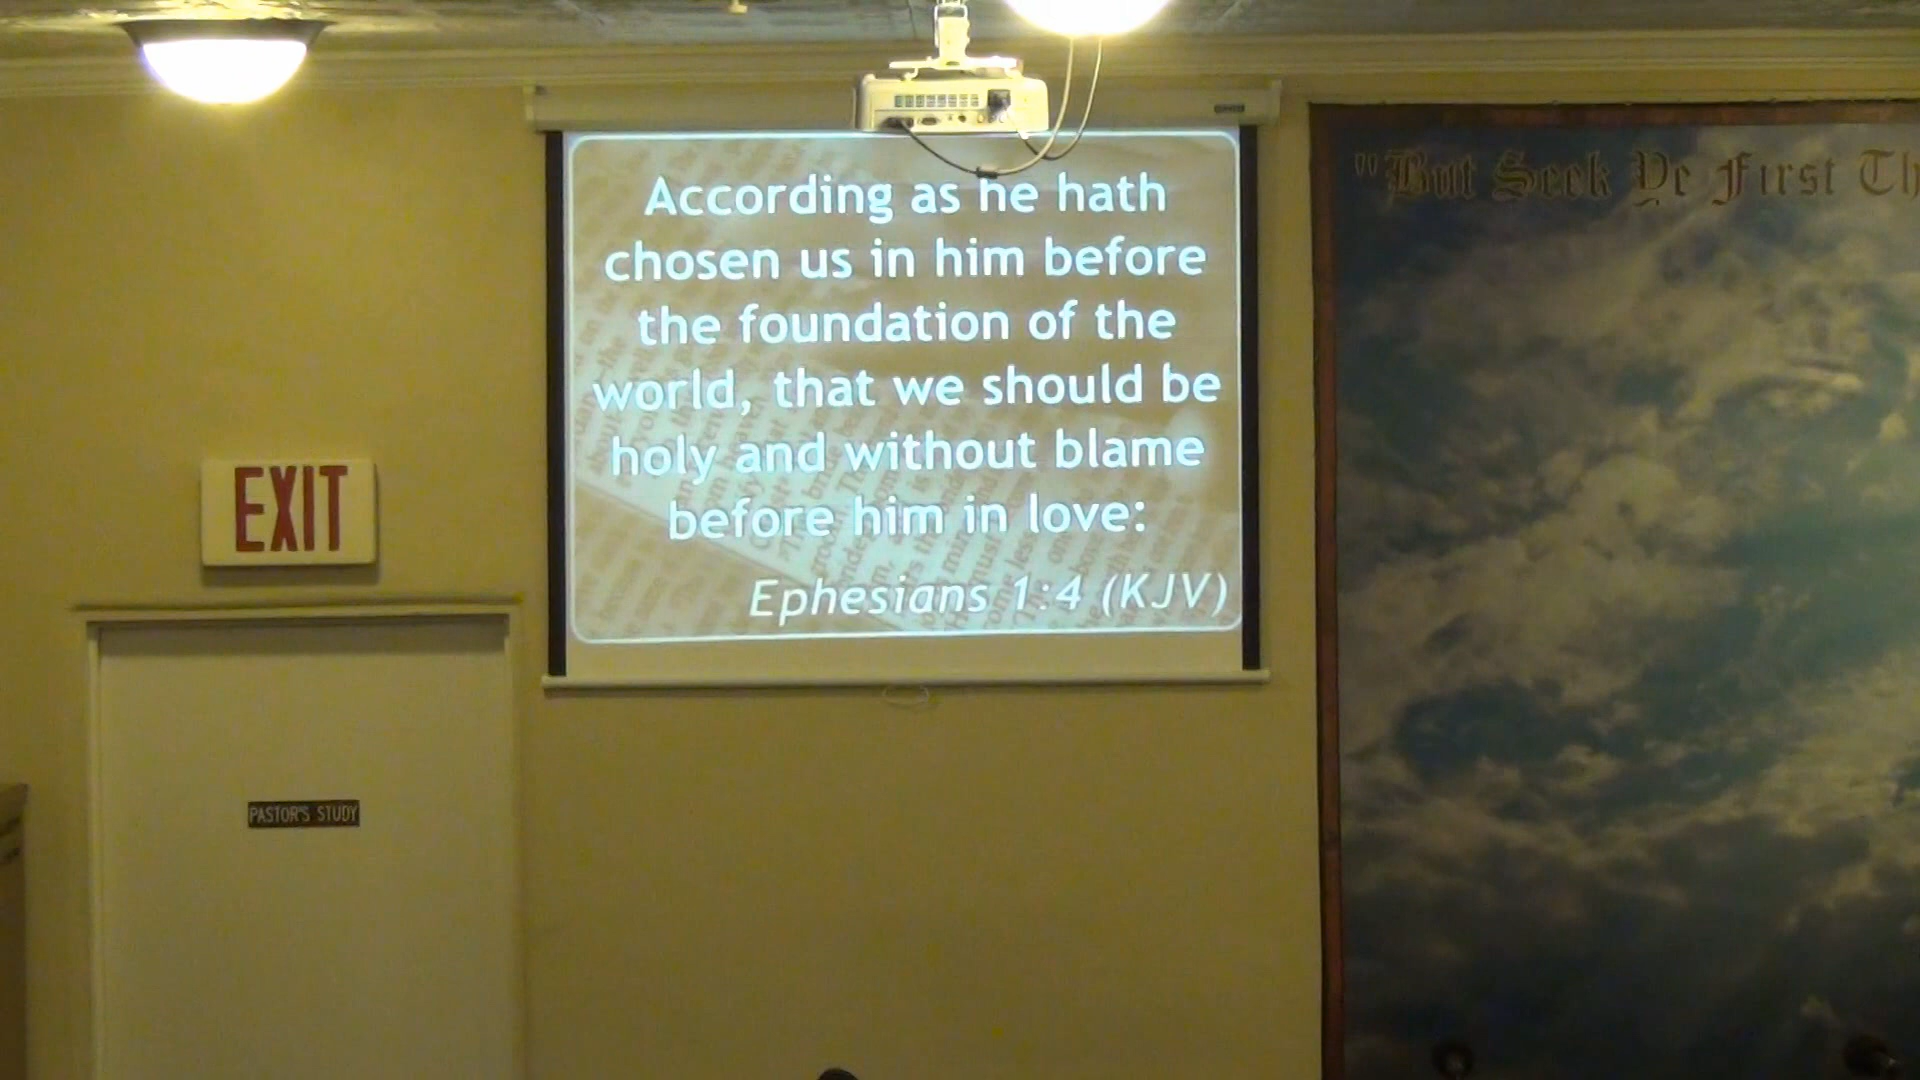 According as he hath
chosen us in him before
the foundation of the
world, that we should be
holy and without blame
before him in love:
Ephesians 1:4 (KJV)
"But Seek Ye First Th
EXIT
PASTOR'S STUDY